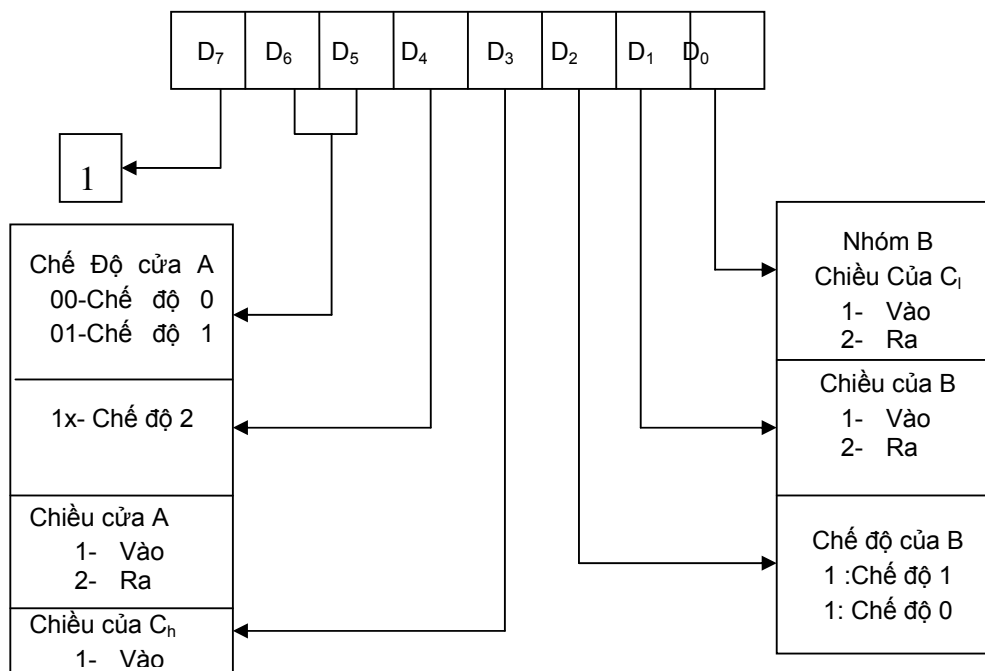 D7 D6 D5 D4 D3 D2 D1 D0
1
Chế Độ cửa A
00-Chế độ 0
01-Chế độ 1
1x- Chế độ 2
Chiều cửa A
1- Vào
2- Ra
Chiều của Ch
1- Vào
Nhóm B
Chiều Của Cl
1- Vào
2- Ra
Chiều của B
1- Vào
2- Ra
Chế độ của B
1 :Chế độ 1
1: Chế độ 0